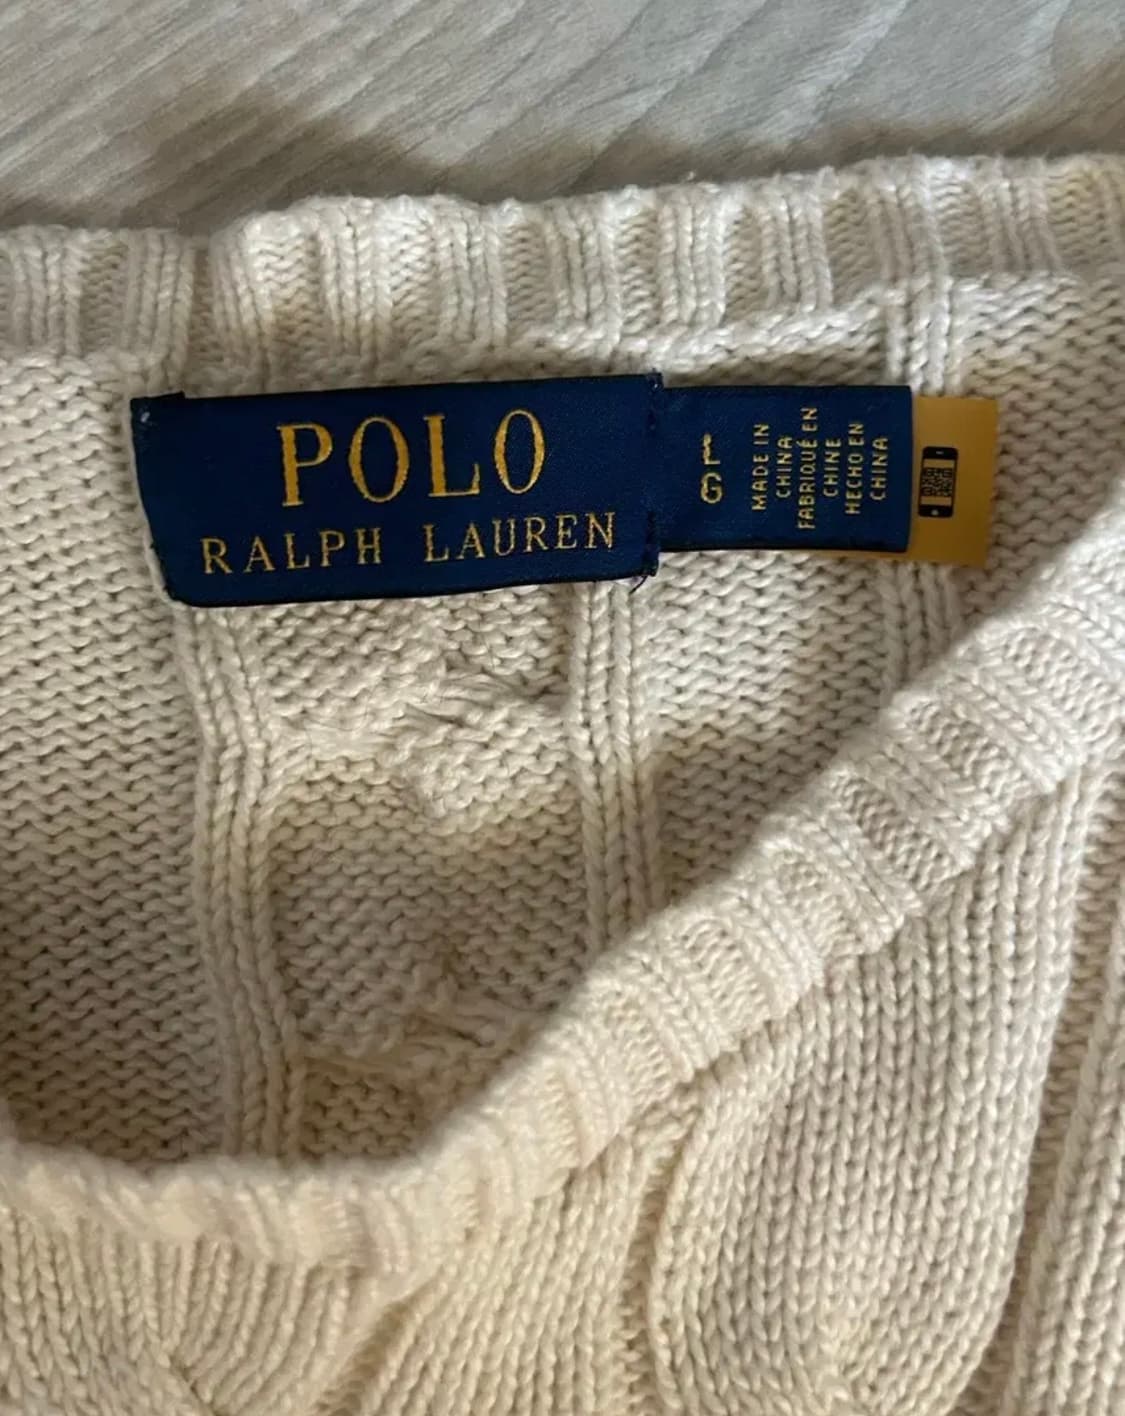 POLO
RALPH LAUREN
L
G
MADE IN
CHINA
FABRIQUÉ EN
CHINE
HECHO EN
CHINA